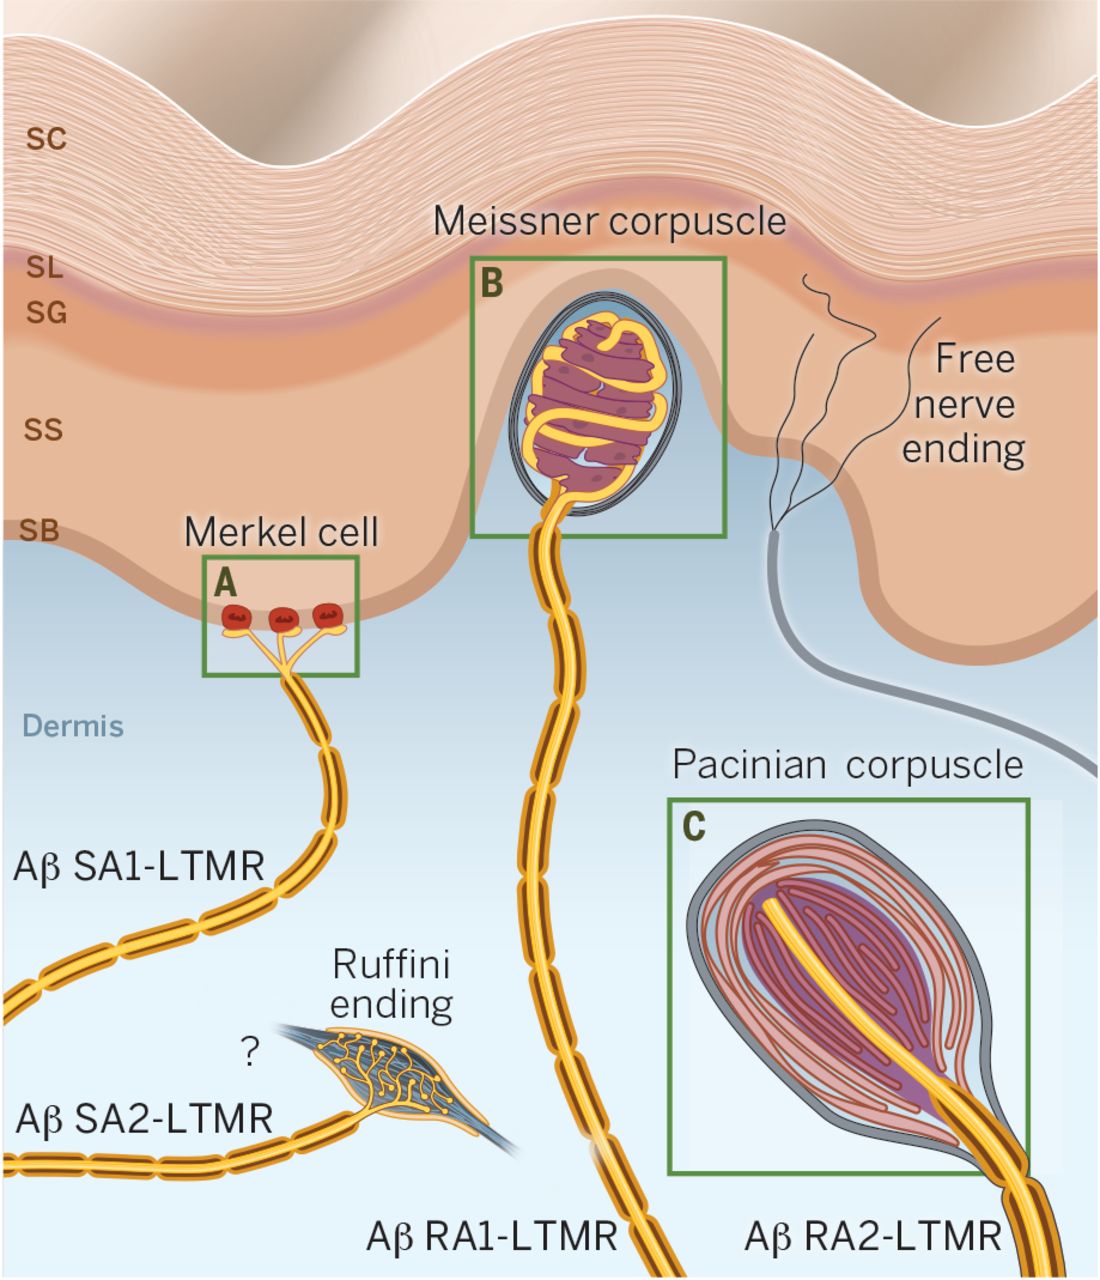 SC
Meissner corpuscle
SL
B
SG
Free
nerve
ending
SS
SB
Merkel cell
A
Dermis
Pacinian corpuscle
C
Aβ SA1-LTMR
Ruffini
ending
?
Aβ SA2-LTMR
Aβ RA1-LTMR
Aβ RA2-LTMR